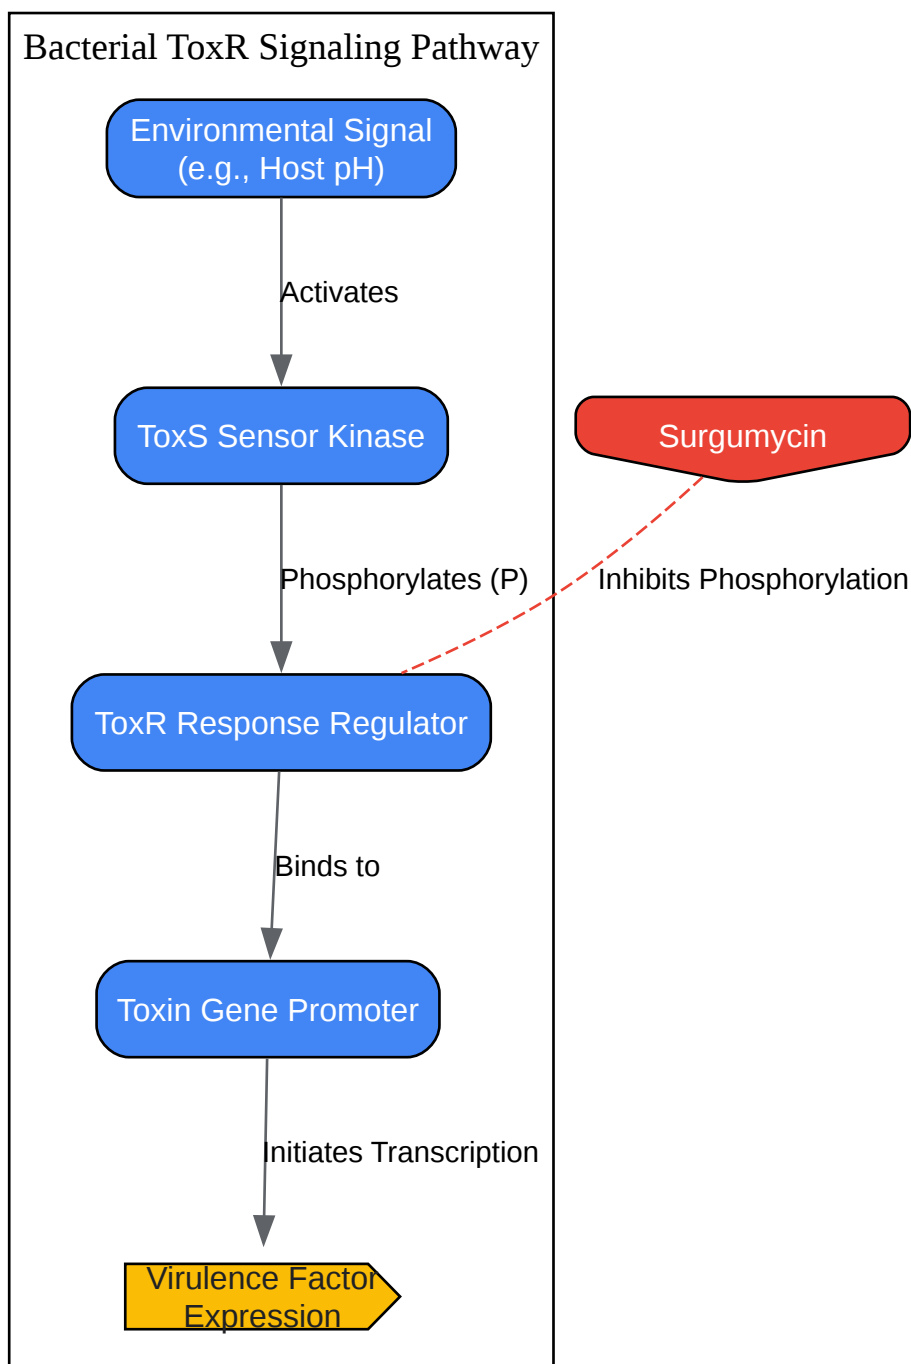 Bacterial ToxR Signaling Pathway
Environmental Signal
(e.g., Host pH)
Activates
ToxS Sensor Kinase
Surgumycin
Phosphorylates (P)
Inhibits Phosphorylation
ToxR Response Regulator
Binds to
Toxin Gene Promoter
Initiates Transcription
Virulence Factor
Expression